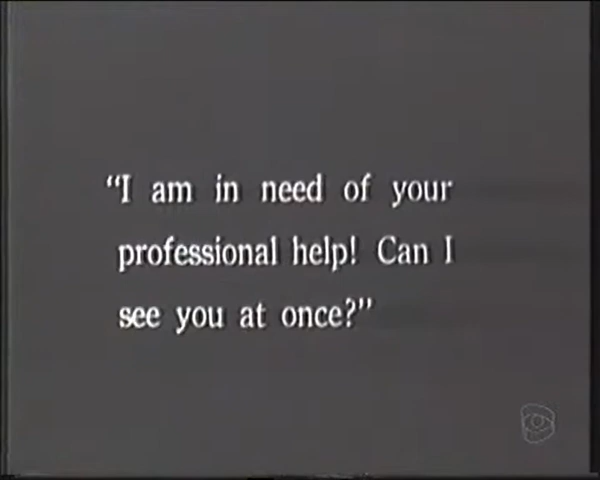 “I am in need of your
professional help! Can I
see you at once?”